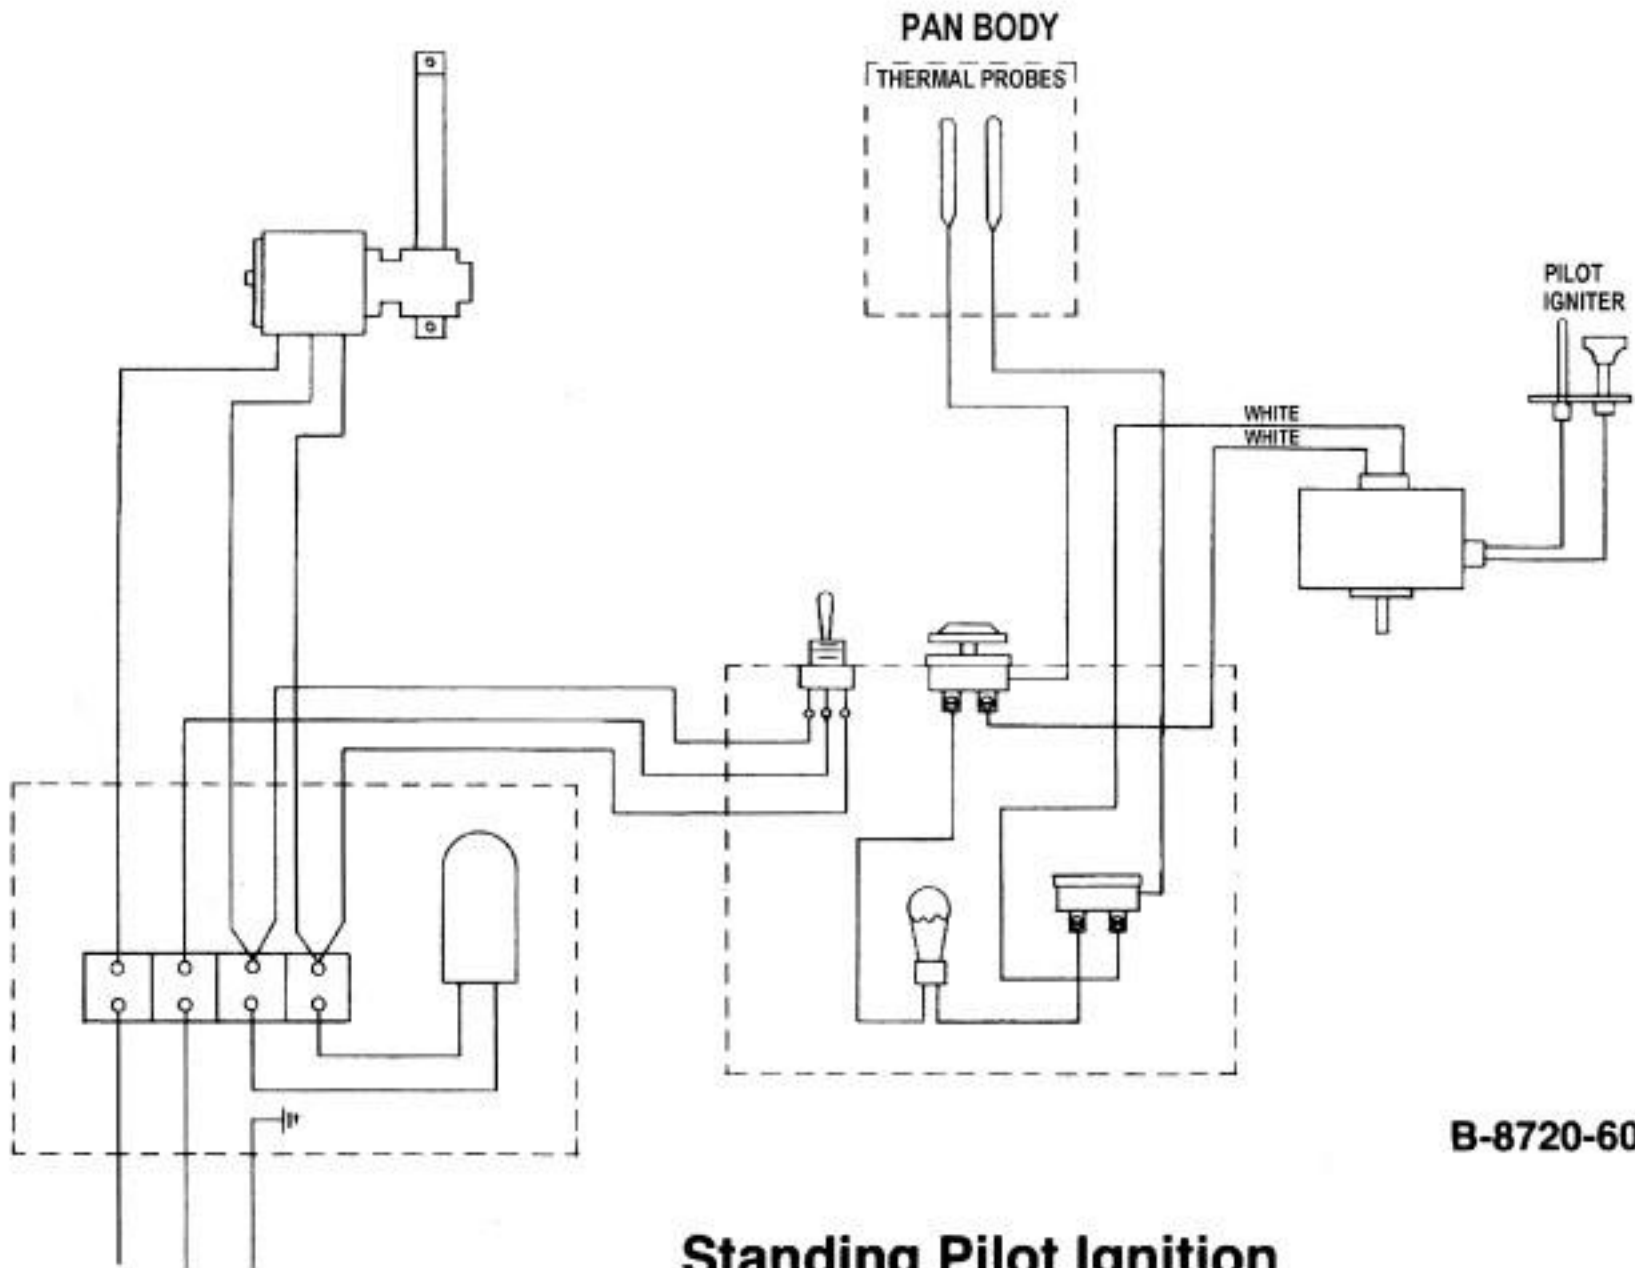 PAN BODY
THERMAL PROBES
PILOT
IGNITER
WHITE
WHITE
B-8720-60
Standing Pilot Ignition